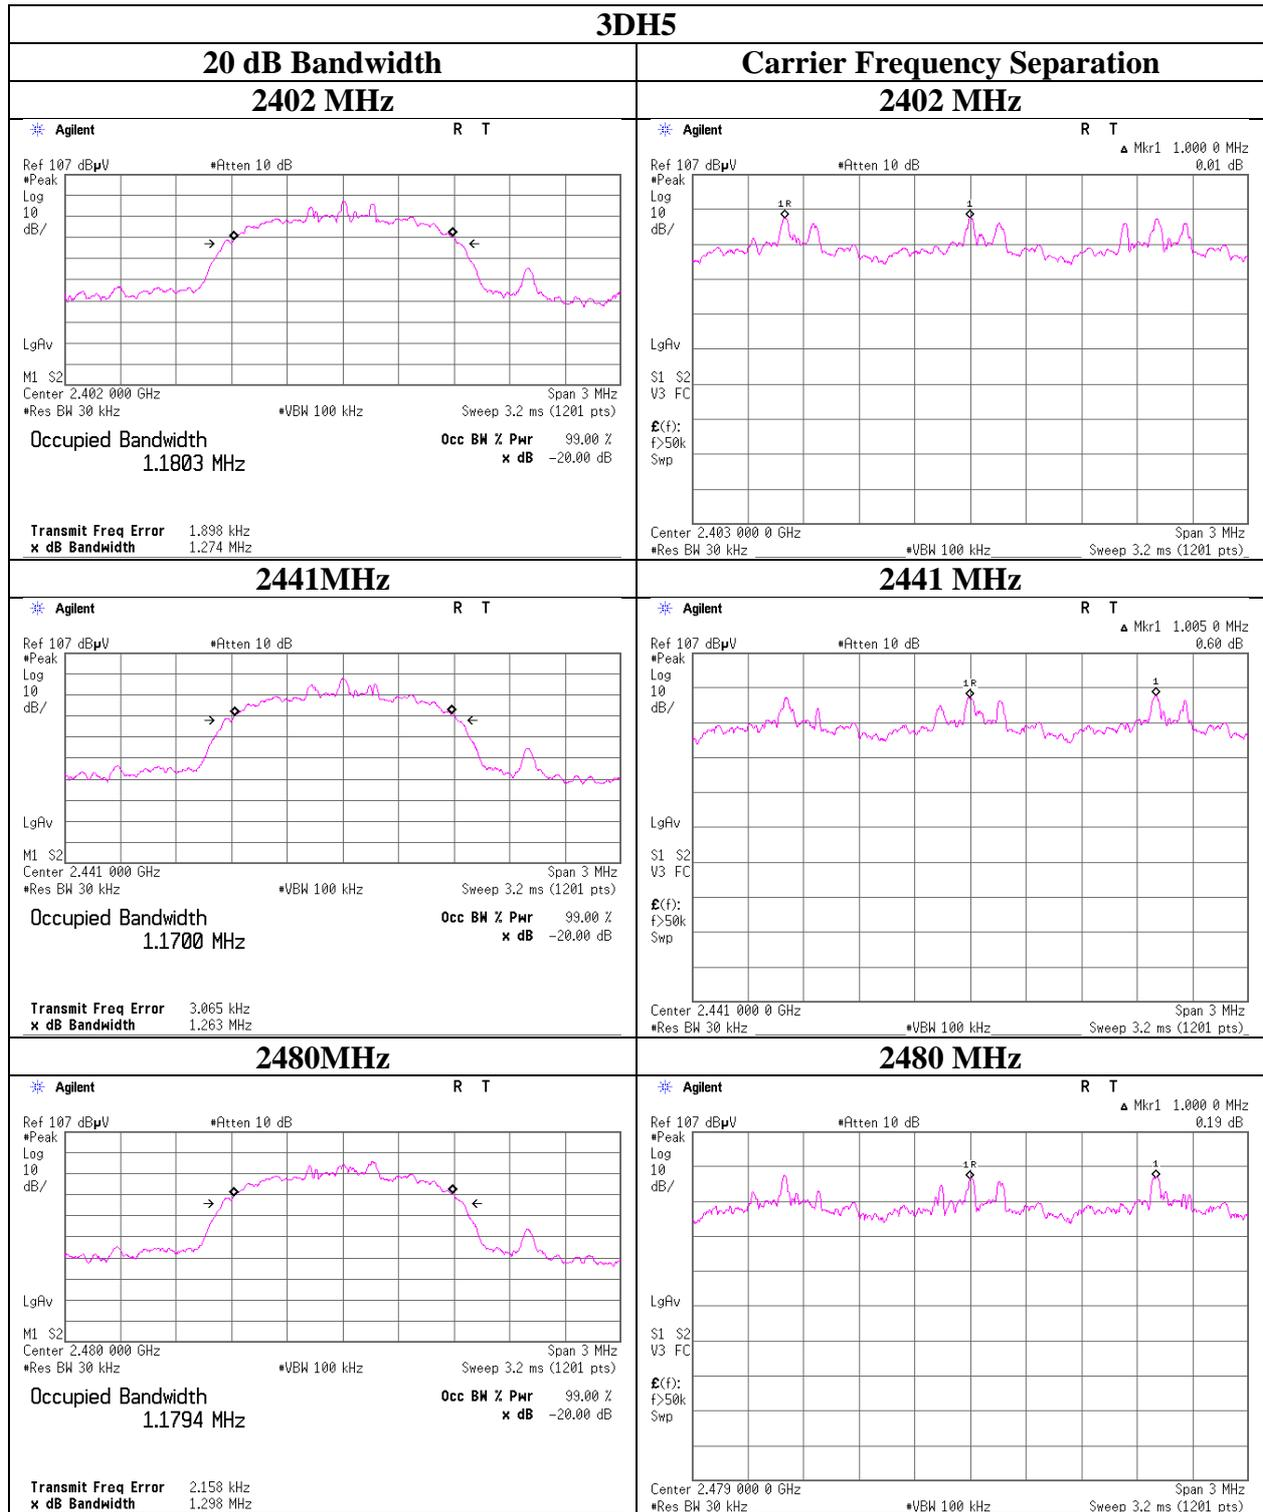 3DH5
20 dB Bandwidth
Carrier Frequency Separation
2402 MHz
2402 MHz
Agilent
R T
Ref 107 dBµV
#Atten 10 dB
#Peak
Log
10
dB/
LgAv
M1 S2
Center 2.402 000 GHz
Span 3 MHz
#Res BW 30 kHz
#VBW 100 kHz
Sweep 3.2 ms (1201 pts)
Occupied Bandwidth
1.1803 MHz
Occ BW % Pwr 99.00 %
x dB -20.00 dB
Transmit Freq Error 1.898 kHz
x dB Bandwidth 1.274 MHz
Agilent
R T
Δ Mkr1 1.000 0 MHz
Ref 107 dBµV
#Atten 10 dB
0.01 dB
#Peak
Log
10
dB/
1R
1
LgAv
S1 S2
V3 FC
£(f):
f>50k
Swp
Center 2.403 000 0 GHz
Span 3 MHz
#Res BW 30 kHz
#VBW 100 kHz
Sweep 3.2 ms (1201 pts)
2441MHz
2441 MHz
Agilent
R T
Ref 107 dBµV
#Atten 10 dB
#Peak
Log
10
dB/
LgAv
M1 S2
Center 2.441 000 GHz
Span 3 MHz
#Res BW 30 kHz
#VBW 100 kHz
Sweep 3.2 ms (1201 pts)
Occupied Bandwidth
1.1700 MHz
Occ BW % Pwr 99.00 %
x dB -20.00 dB
Transmit Freq Error 3.065 kHz
x dB Bandwidth 1.263 MHz
Agilent
R T
Δ Mkr1 1.005 0 MHz
Ref 107 dBµV
#Atten 10 dB
0.60 dB
#Peak
Log
10
dB/
1R
1
LgAv
S1 S2
V3 FC
£(f):
f>50k
Swp
Center 2.441 000 0 GHz
Span 3 MHz
#Res BW 30 kHz
#VBW 100 kHz
Sweep 3.2 ms (1201 pts)
2480MHz
2480 MHz
Agilent
R T
Ref 107 dBµV
#Atten 10 dB
#Peak
Log
10
dB/
LgAv
M1 S2
Center 2.480 000 GHz
Span 3 MHz
#Res BW 30 kHz
#VBW 100 kHz
Sweep 3.2 ms (1201 pts)
Occupied Bandwidth
1.1794 MHz
Occ BW % Pwr 99.00 %
x dB -20.00 dB
Transmit Freq Error 2.158 kHz
x dB Bandwidth 1.298 MHz
Agilent
R T
Δ Mkr1 1.000 0 MHz
Ref 107 dBµV
#Atten 10 dB
0.19 dB
#Peak
Log
10
dB/
1R
1
LgAv
S1 S2
V3 FC
£(f):
f>50k
Swp
Center 2.479 000 0 GHz
Span 3 MHz
#Res BW 30 kHz
#VBW 100 kHz
Sweep 3.2 ms (1201 pts)